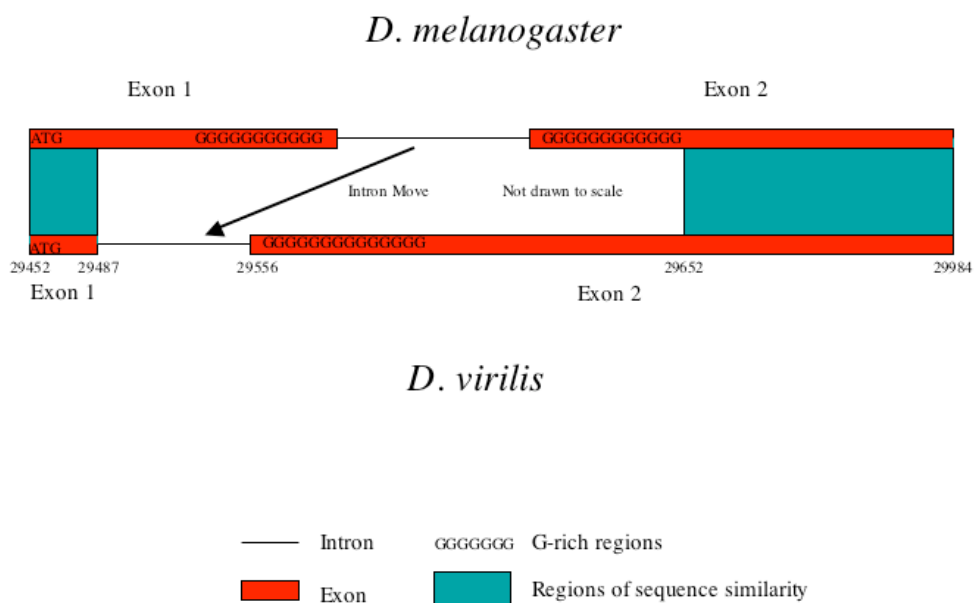 D. melanogaster
Exon 1 Exon 2
ATG GGGGGGGGGGG GGGGGGGGGGGG
Intron Move Not drawn to scale
ATG GGGGGGGGGGGGGG
29452 29487 29556 29652 29984
Exon 1 Exon 2
D. virilis
Intron GGGGGGG G-rich regions
Exon Regions of sequence similarity